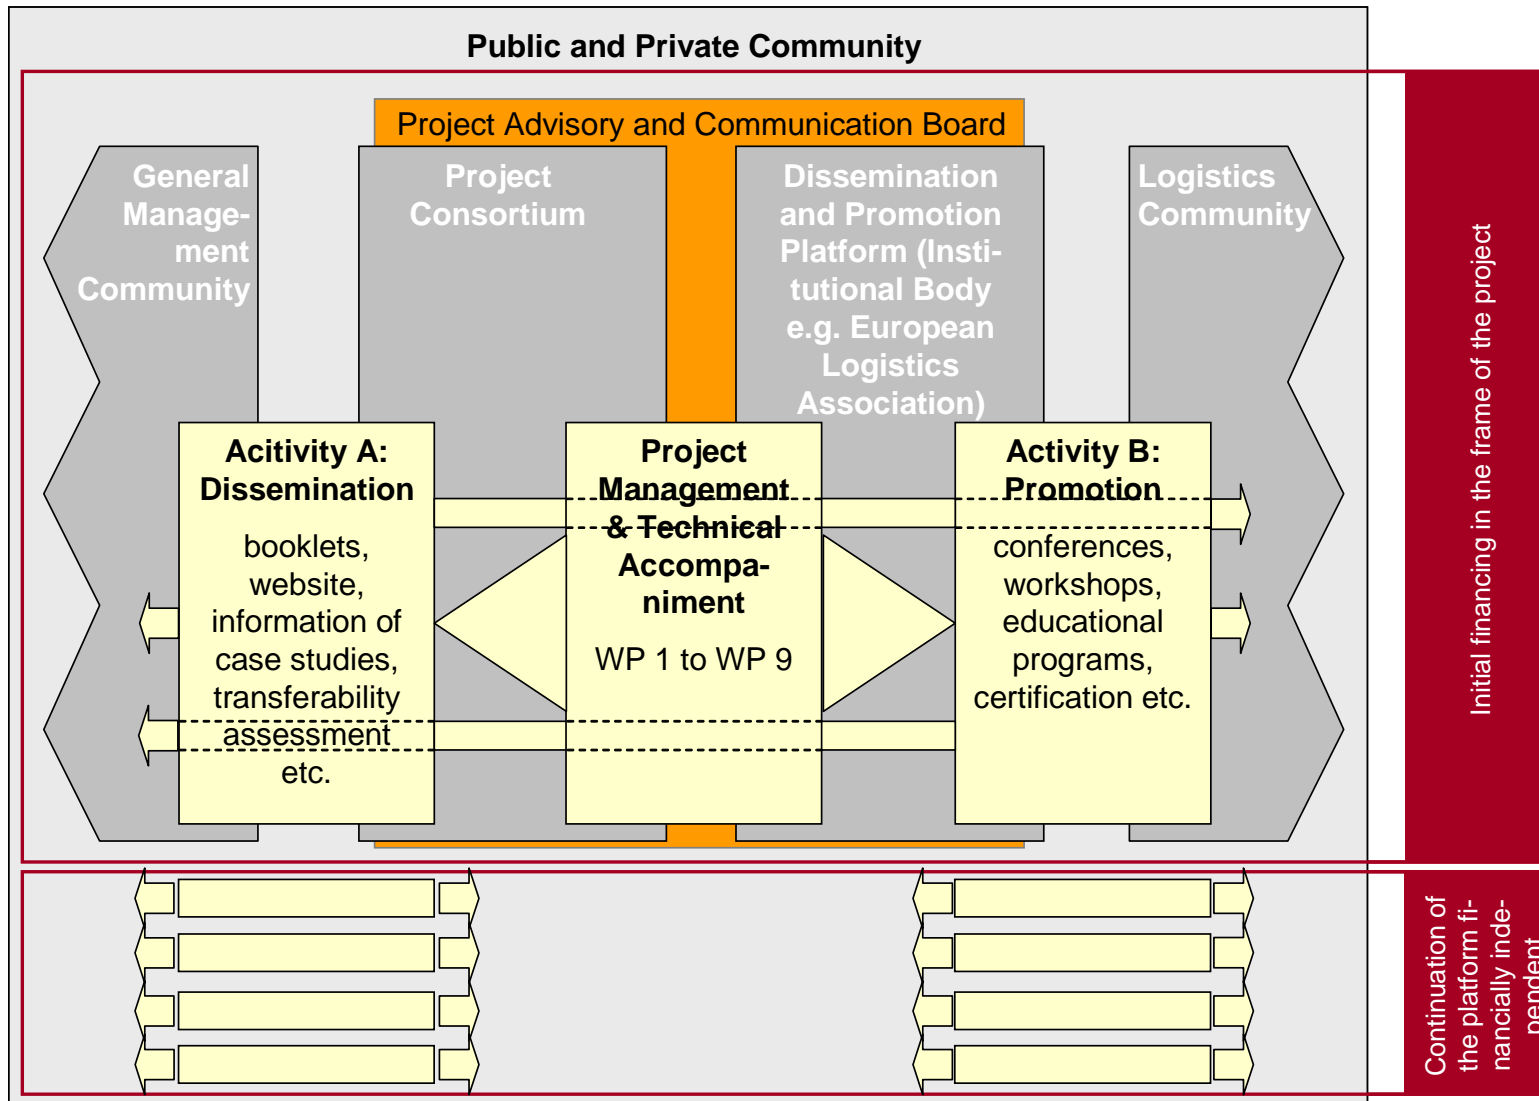 Public and Private Community
Project Advisory and Communication Board
General
Manage-
ment
Community
Project
Consortium
Dissemination
and Promotion
Platform (Insti-
tutional Body
e.g. European
Logistics
Association)
Logistics
Community
Acitivity A:
Dissemination
booklets,
website,
information of
case studies,
transferability
assessment
etc.
Project
Management
& Technical
Accompa-
niment
WP 1 to WP 9
Activity B:
Promotion
conferences,
workshops,
educational
programs,
certification etc.
Initial financing in the frame of the project
Continuation of
the platform fi-
nancially inde-
pendent